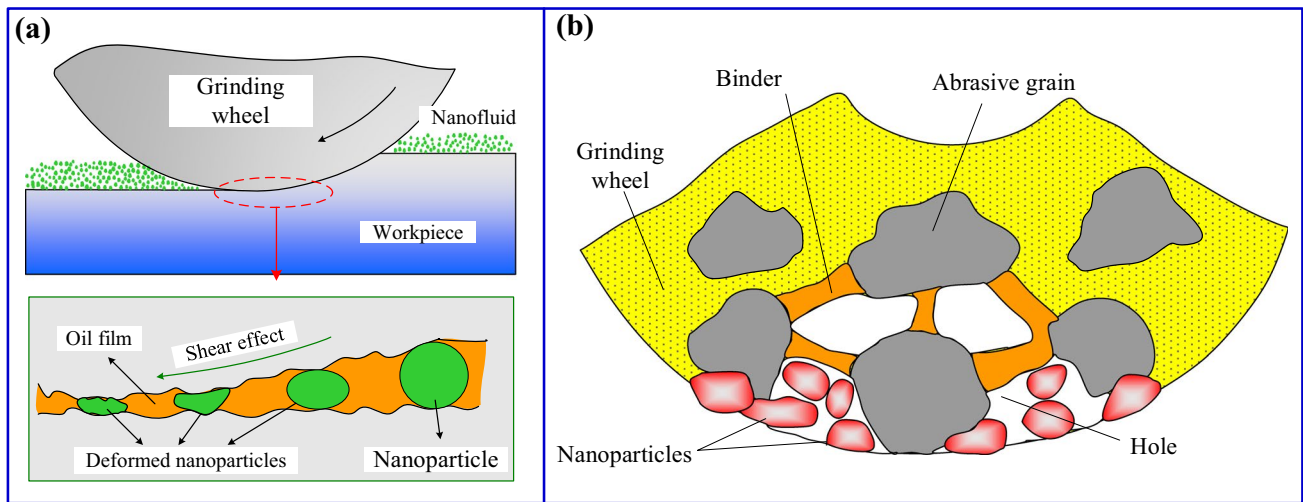 (a)
Grinding
wheel
Nanofluid
Workpiece
Oil film
Shear effect
Deformed nanoparticles
Nanoparticle
(b)
Binder
Abrasive grain
Grinding
wheel
Nanoparticles
Hole